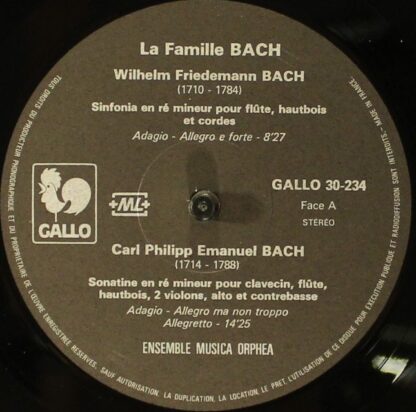 La Famille BACH
Wilhelm Friedemann BACH
(1710 - 1784)
Sinfonia en ré mineur pour flûte, hautbois
et cordes
Adagio - Allegro e forte - 8'27
GALLO
+ML+
GALLO 30-234
Face A
STÉRÉO
Carl Philipp Emanuel BACH
(1714 - 1788)
Sonatine en ré mineur pour clavecin, flûte,
hautbois, 2 violons, alto et contrebasse
Adagio - Allegro ma non troppo
Allegretto - 14'25
ENSEMBLE MUSICA ORPHEA
TOUS DROITS DU PRODUCTEUR PHONOGRAPHIQUE ET DU PROPRIETAIRE DE L'ŒUVRE ENREGISTREE RESERVES. SAUF AUTORISATION, LA DUPLICATION, LA LOCATION, LE PRET, L'UTILISATION DE CE DISQUE POUR EXECUTION PUBLIQUE ET RADIODIFFUSION SONT INTERDITS - MADE IN FRANCE.